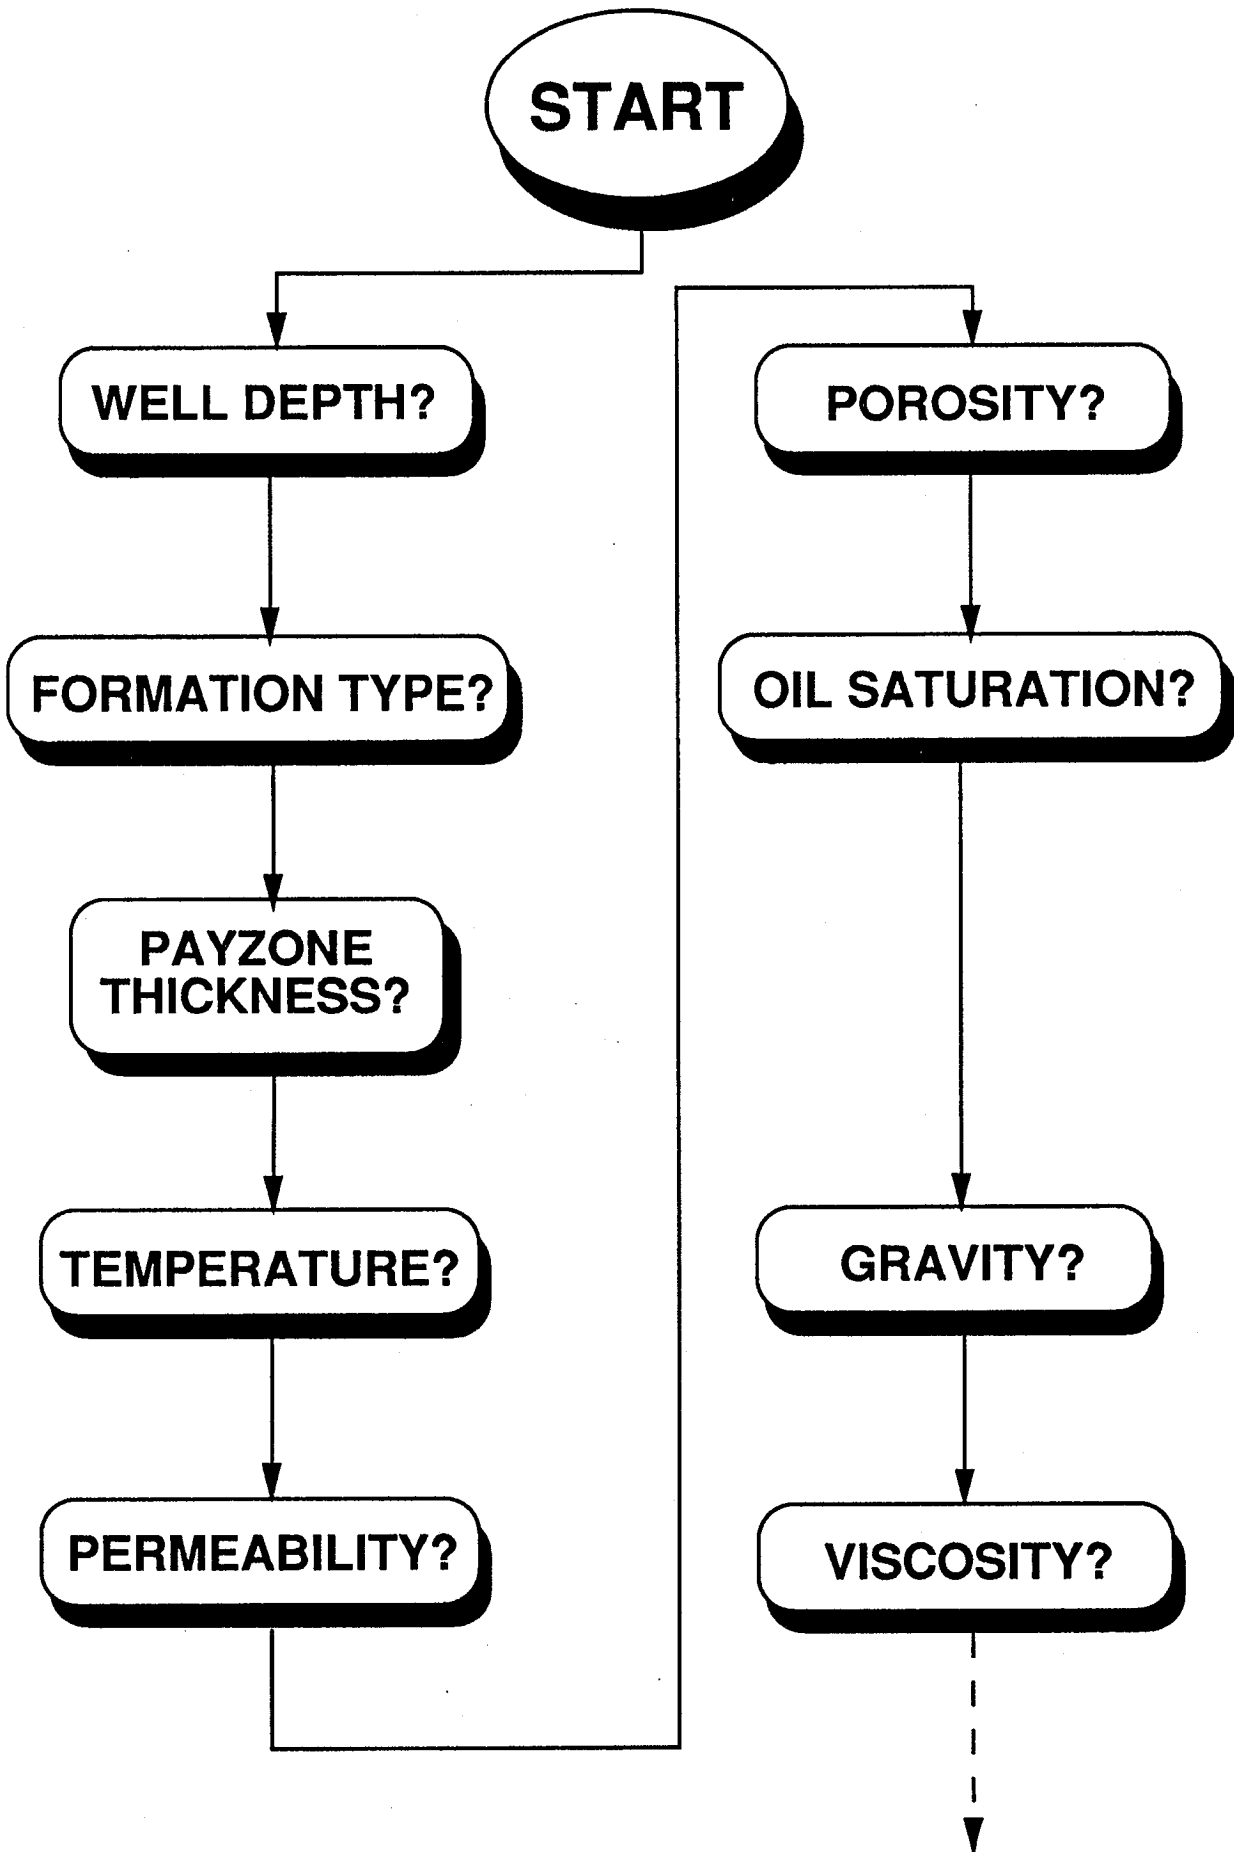 START
WELL DEPTH?
FORMATION TYPE?
PAYZONE
THICKNESS?
TEMPERATURE?
PERMEABILITY?
POROSITY?
OIL SATURATION?
GRAVITY?
VISCOSITY?